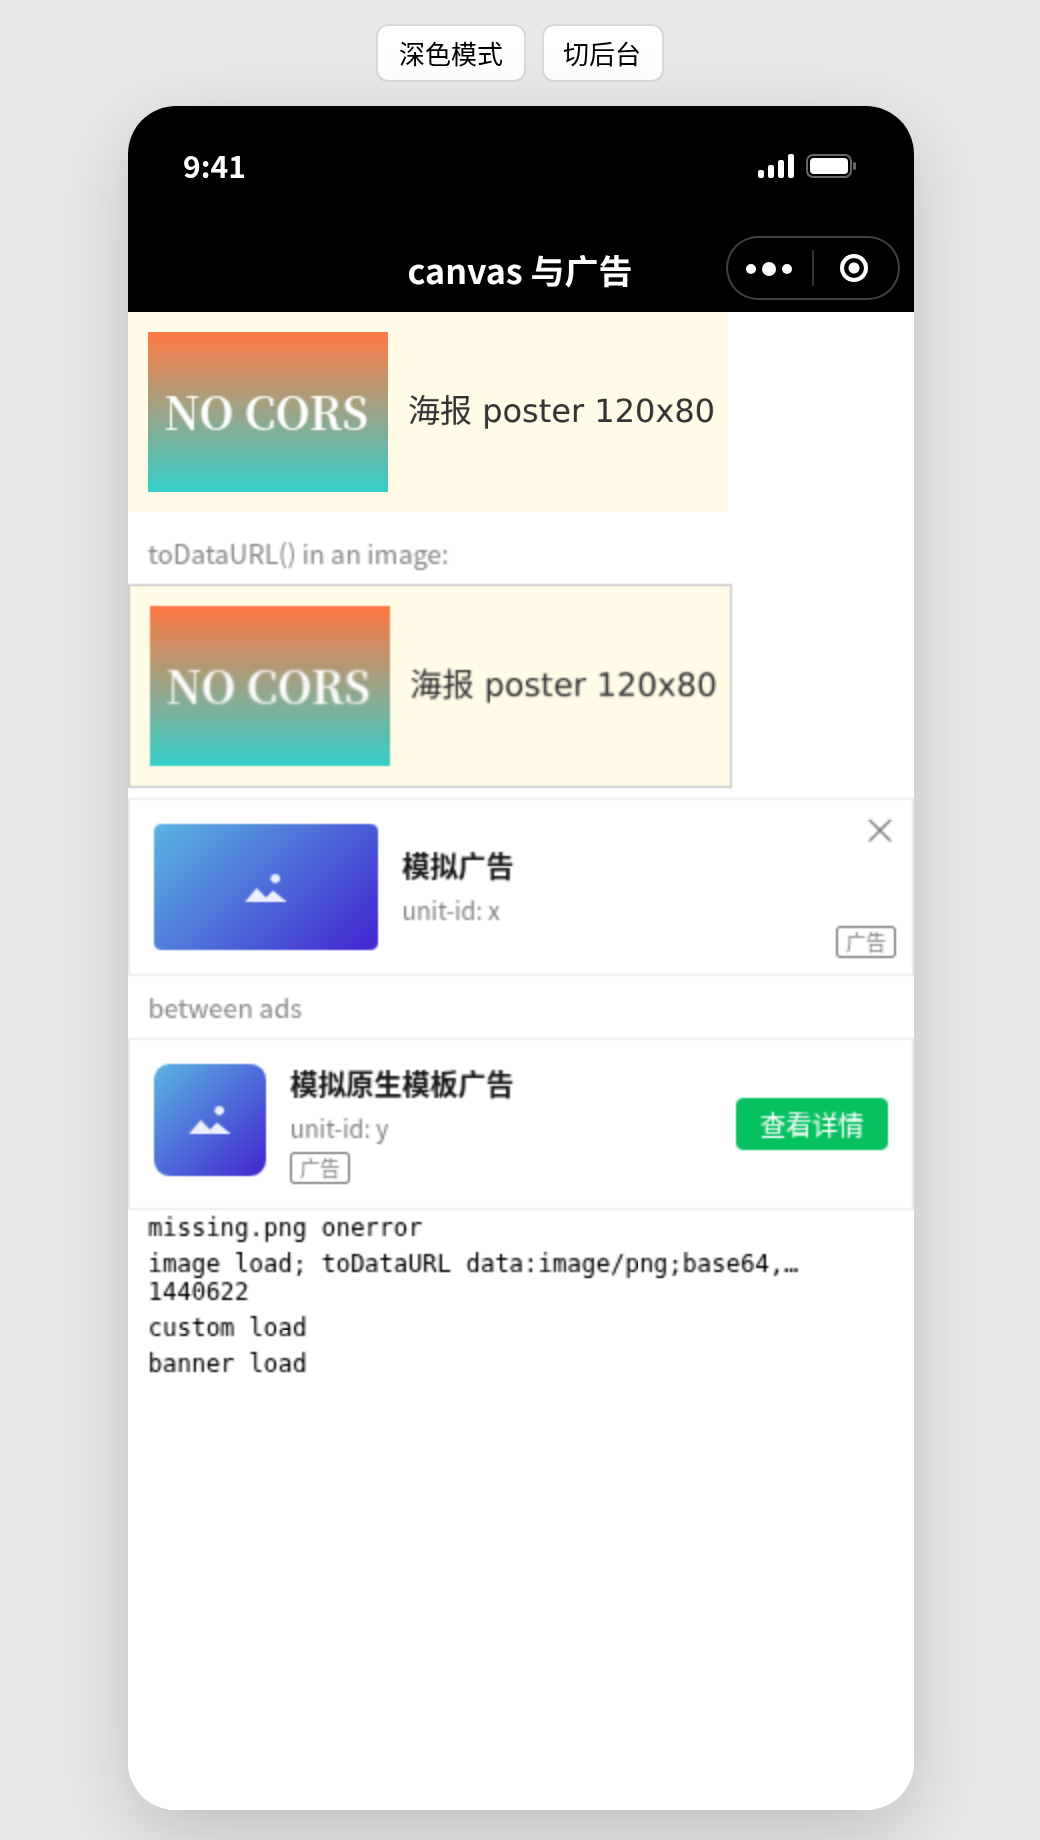 深色模式 切后台
9:41
canvas 与广告
NO CORS 海报 poster 120x80
toDataURL() in an image:
NO CORS 海报 poster 120x80
模拟广告
unit-id: x
广告
between ads
模拟原生模板广告
unit-id: y
广告
查看详情
missing.png onerror
image load; toDataURL data:image/png;base64,…
1440622
custom load
banner load